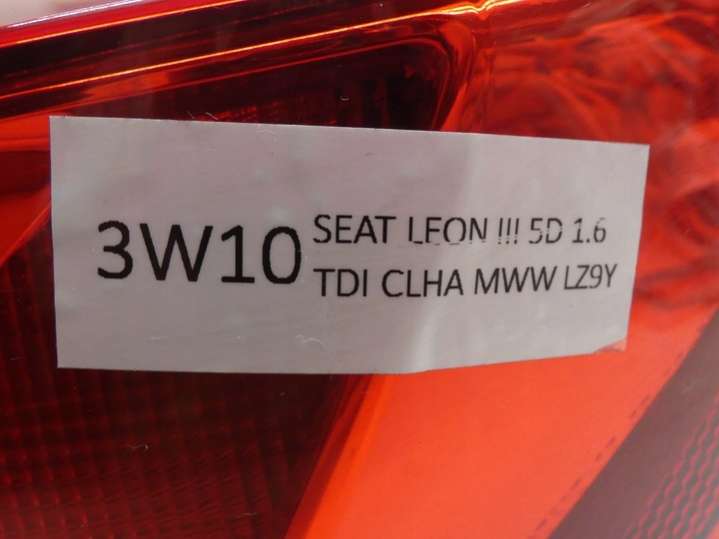 3W10
SEAT LEON III 5D 1.6
TDI CLHA MWW LZ9Y